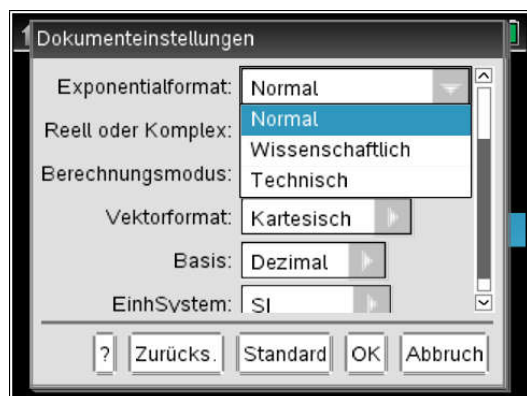 1
Dokumenteinstellungen
Exponentialformat: Normal
Normal
Reell oder Komplex:
Wissenschaftlich
Berechnungsmodus:
Technisch
Vektorformat: Kartesisch
Basis: Dezimal
EinhSystem: SI
? Zurücks. Standard OK Abbruch